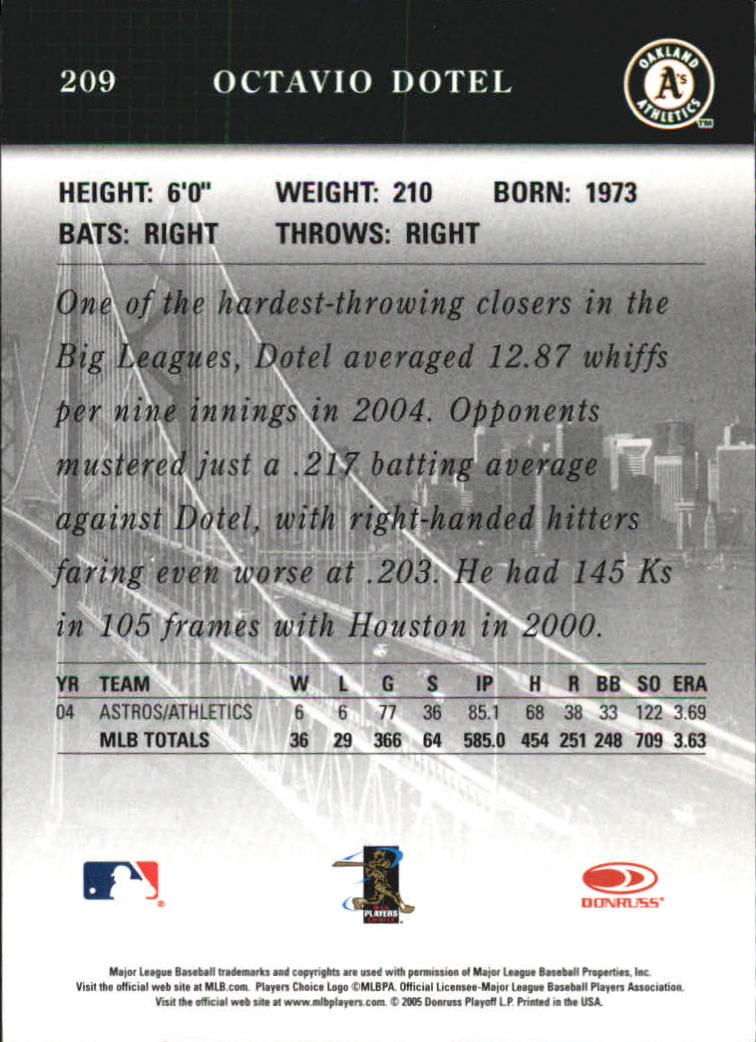 209 OCTAVIO DOTEL
OAKLAND
A's
ATHLETICS
TM
HEIGHT: 6'0" WEIGHT: 210 BORN: 1973
BATS: RIGHT THROWS: RIGHT
One of the hardest-throwing closers in the
Big Leagues, Dotel averaged 12.87 whiffs
per nine innings in 2004. Opponents
mustered just a .217 batting average
against Dotel, with right-handed hitters
faring even worse at .203. He had 145 Ks
in 105 frames with Houston in 2000.
YR TEAM W L G S IP H R BB SO ERA
04 ASTROS/ATHLETICS 6 6 77 36 85.1 68 38 33 122 3.69
MLB TOTALS 36 29 366 64 585.0 454 251 248 709 3.63
PLAYERS
DONRUSS
Major League Baseball trademarks and copyrights are used with permission of Major League Baseball Properties, Inc.
Visit the official web site at MLB.com. Players Choice Logo ©MLBPA. Official Licensee-Major League Baseball Players Association.
Visit the official web site at www.mlbplayers.com. © 2005 Donruss Playoff L.P. Printed in the USA.